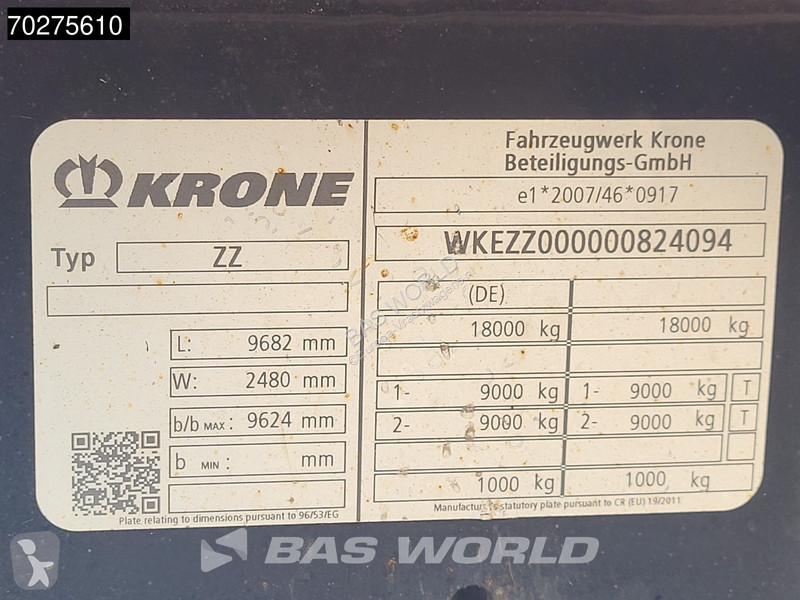 70275610
KRONE
Typ ZZ
L: 9682 mm
W: 2480 mm
b/b MAX : 9624 mm
b MIN : mm
Plate relating to dimensions pursuant to 96/53/EG
Fahrzeugwerk Krone
Beteiligungs-GmbH
e1*2007/46*0917
WKEZZ000000824094
(DE)
18000 kg 18000 kg
1- 9000 kg 1- 9000 kg T
2- 9000 kg 2- 9000 kg
1000 kg 1000 kg
Manufacturer's statutory plate pursuant to CR (EU) 19/2011
BAS WORLD
BAS WORLD